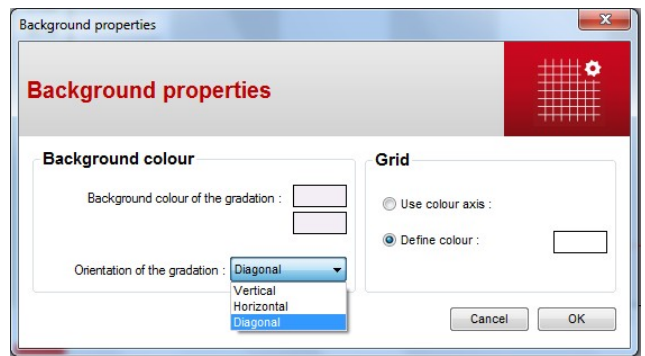 Background properties
Background properties
Background colour
Background colour of the gradation :
Orientation of the gradation : Diagonal
Vertical
Horizontal
Diagonal
Grid
Use colour axis :
Define colour :
Cancel OK